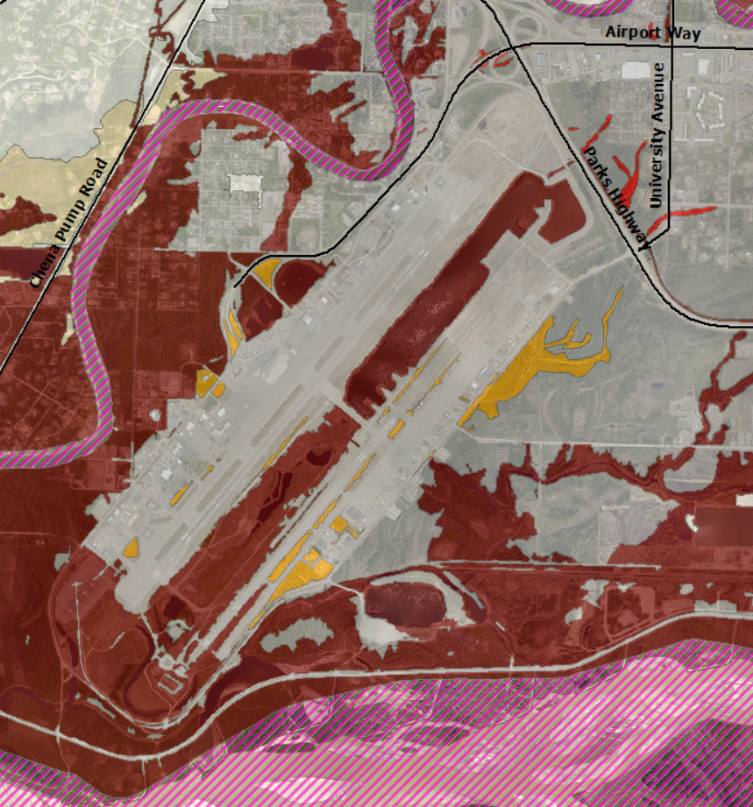 Airport Way
University Avenue
Parks Highway
Chena Pump Road